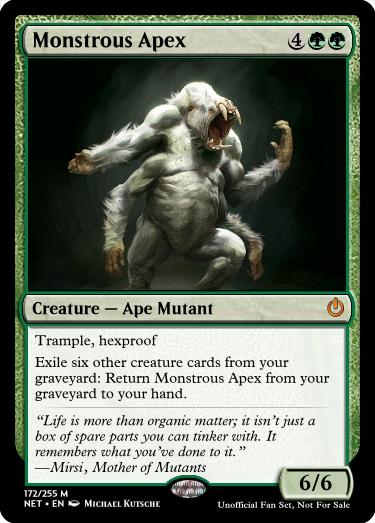 Monstrous Apex 4
Creature — Ape Mutant
Trample, hexproof
Exile six other creature cards from your
graveyard: Return Monstrous Apex from your
graveyard to your hand.
“Life is more than organic matter; it isn’t just a
box of spare parts you can tinker with. It
remembers what you’ve done to it.”
—Mirsi, Mother of Mutants
6/6
172/255 M
NET • EN Michael Kutsche
Unofficial Fan Set, Not For Sale